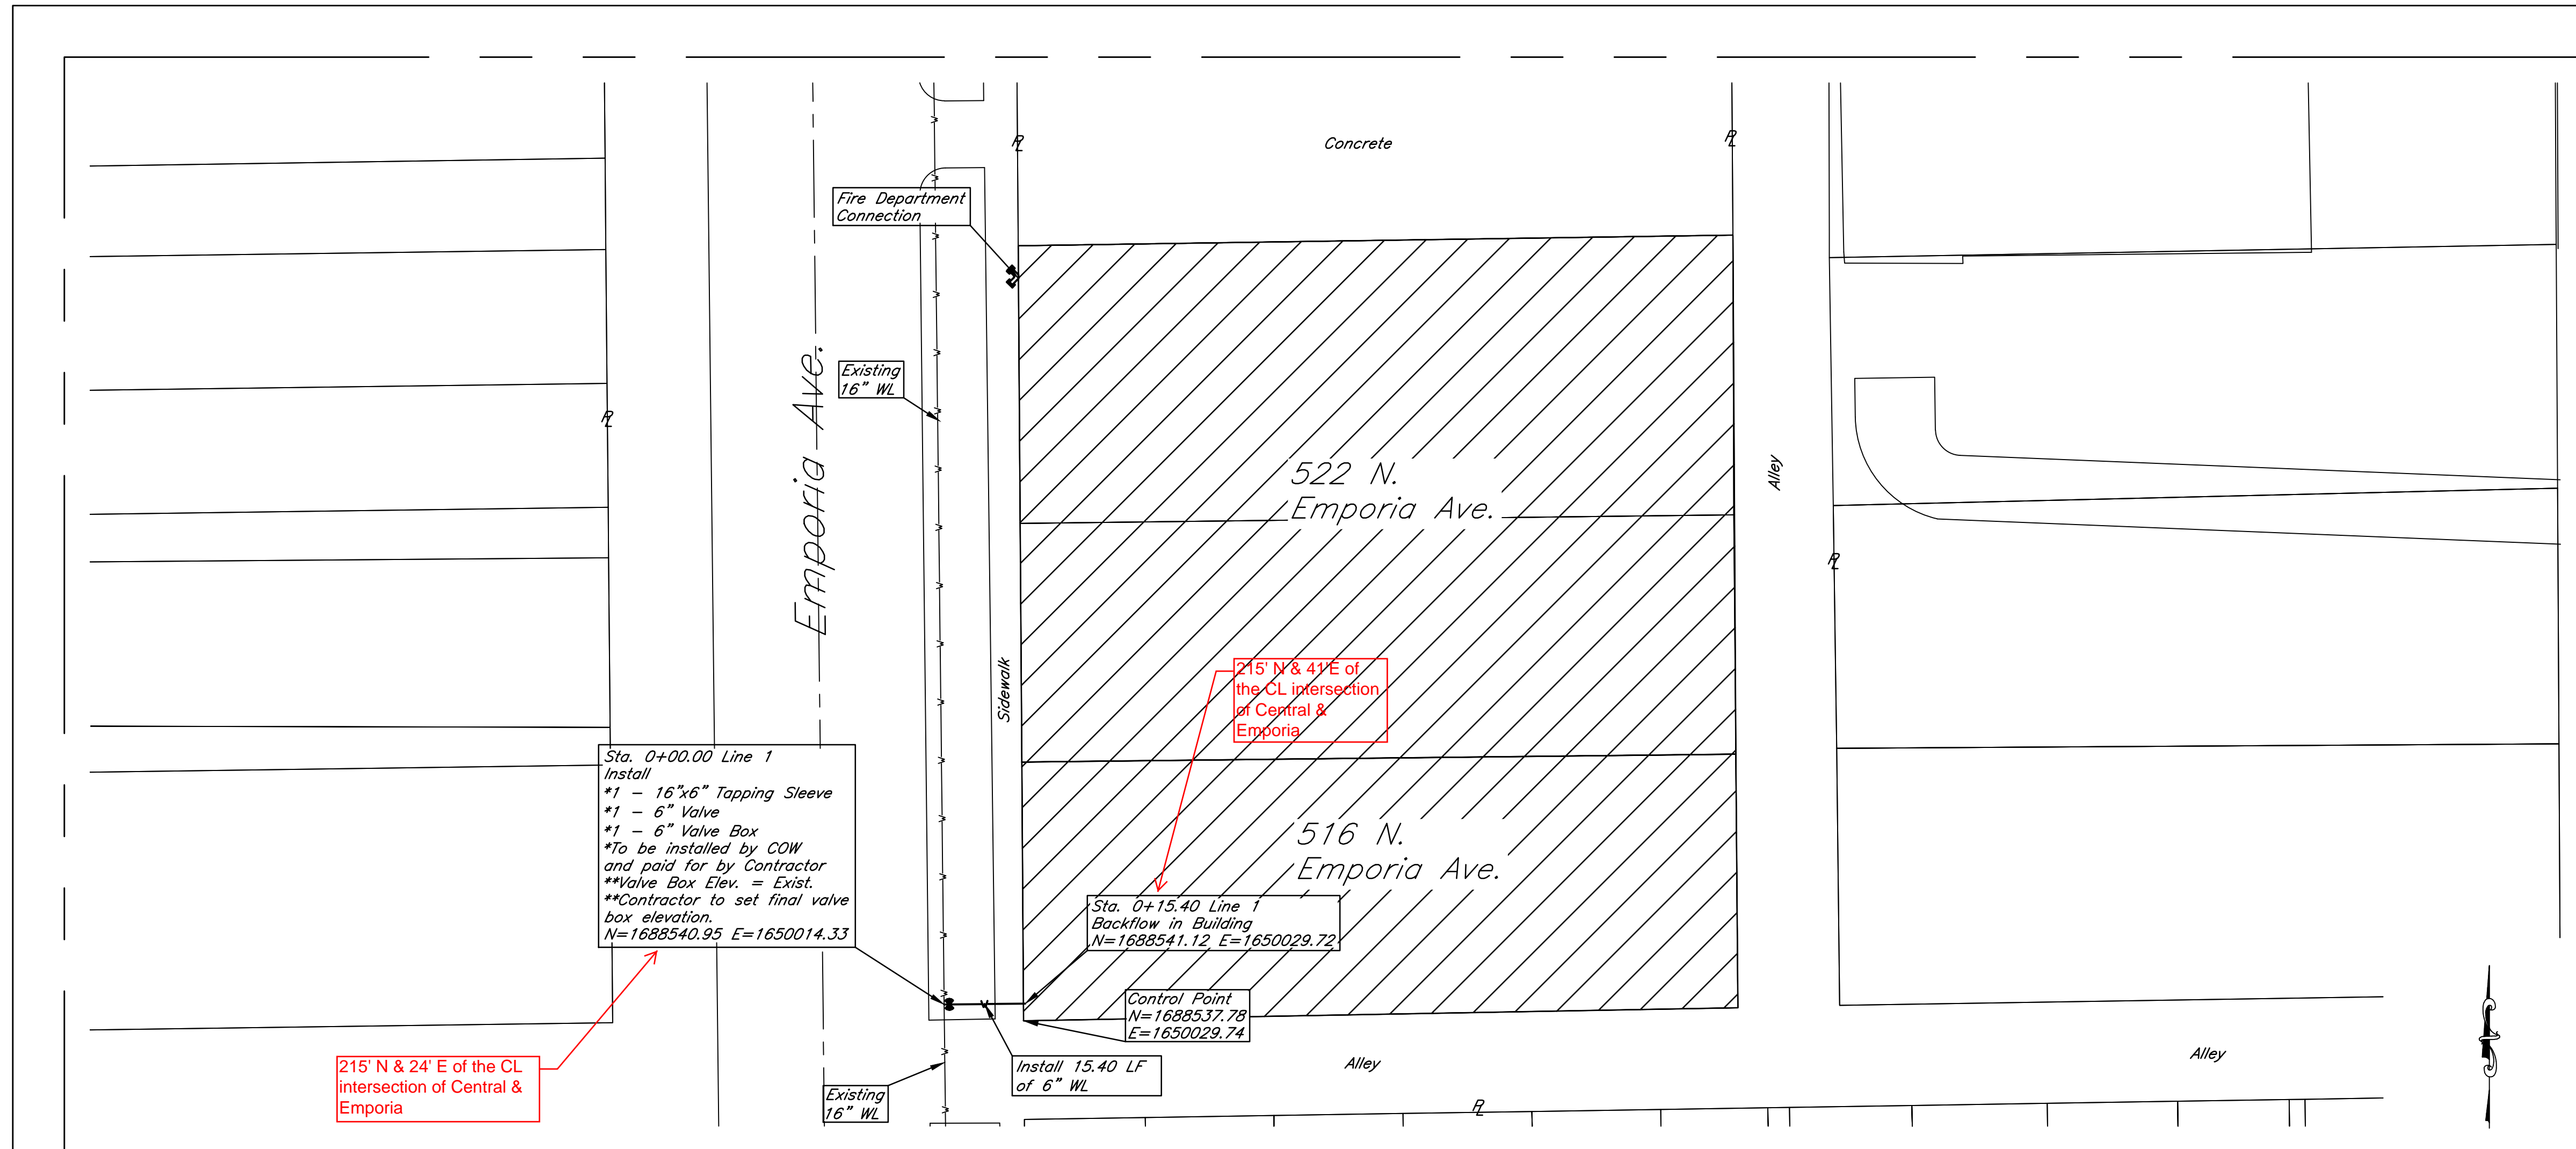 Concrete
Fire Department
Connection
Existing
16" WL
Emporia Ave.
522 N.
Emporia Ave.
Alley
Sidewalk
215' N & 41'E of
the CL intersection
of Central &
Emporia
Sta. 0+00.00 Line 1
Install
*1 - 16"x6" Tapping Sleeve
*1 - 6" Valve
*1 - 6" Valve Box
*To be installed by COW
and paid for by Contractor
**Valve Box Elev. = Exist.
**Contractor to set final valve
box elevation.
N=1688540.95 E=1650014.33
516 N.
Emporia Ave.
Sta. 0+15.40 Line 1
Backflow in Building
N=1688541.12 E=1650029.72
Control Point
N=1688537.78
E=1650029.74
215' N & 24' E of the CL
intersection of Central &
Emporia
Existing
16" WL
Install 15.40 LF
of 6" WL
Alley
Alley